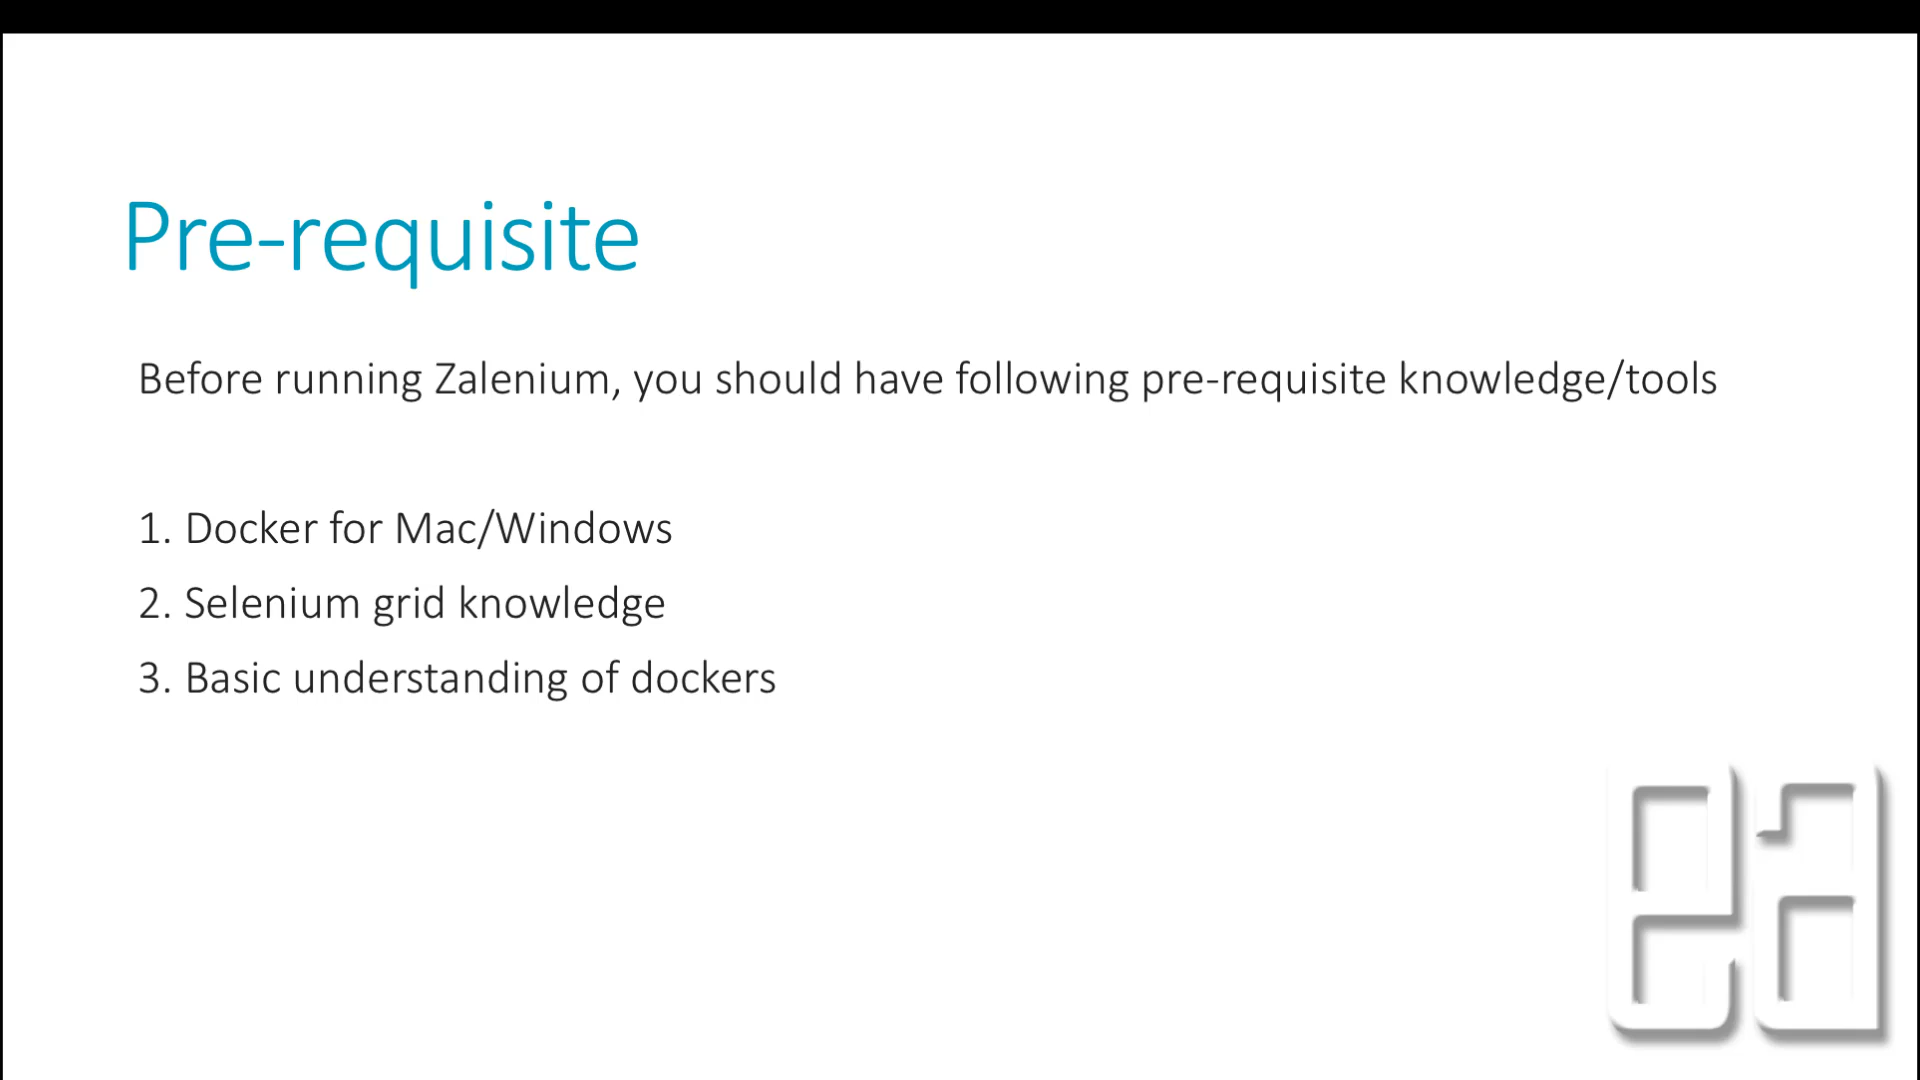 Pre-requisite
Before running Zalenium, you should have following pre-requisite knowledge/tools
1. Docker for Mac/Windows
2. Selenium grid knowledge
3. Basic understanding of dockers
ea